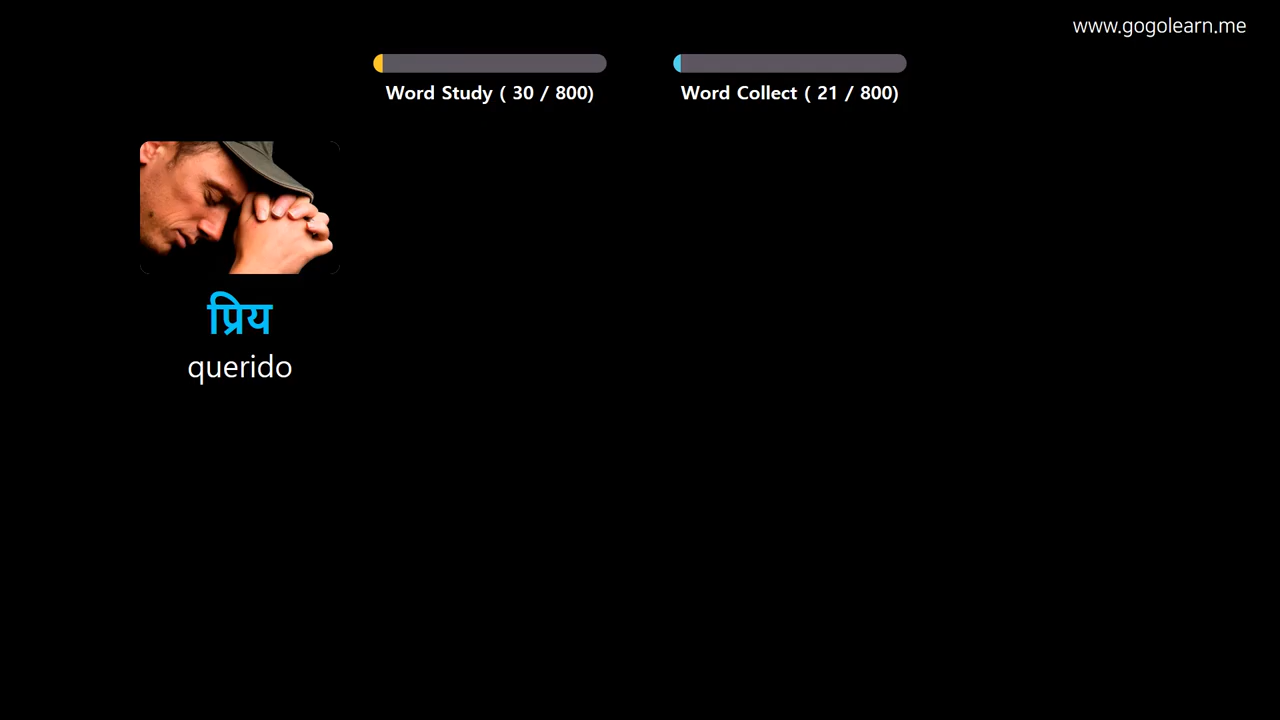 www.gogolearn.me
Word Study ( 30 / 800)
Word Collect ( 21 / 800)
प्रिय
querido